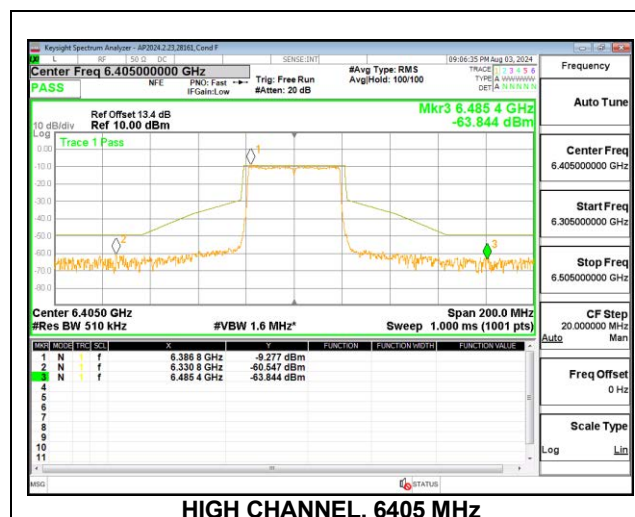 Keysight Spectrum Analyzer - AP2024.2.23,28161, Cond F
L RF 50 Ω DC SENSE:INT 09:06:35 PM Aug 03, 2024
Center Freq 6.405000000 GHz
PASS
NFE
PNO: Fast
IFGain:Low
Trig: Free Run
#Atten: 20 dB
#Avg Type: RMS
Avg|Hold: 100/100
TRACE 1 2 3 4 5 6
TYPE A WWWWW
DET A N N N N N
Ref Offset 13.4 dB
10 dB/div Ref 10.00 dBm
Log
Mkr3 6.485 4 GHz
-63.844 dBm
Trace 1 Pass
0.00
-10.0
-20.0
-30.0
-40.0
-50.0
-60.0
-70.0
-80.0
1
2
3
Center 6.4050 GHz Span 200.0 MHz
#Res BW 510 kHz #VBW 1.6 MHz* Sweep 1.000 ms (1001 pts)
MKR MODE TRC SCL X Y FUNCTION FUNCTION WIDTH FUNCTION VALUE
1 N 1 f 6.386 8 GHz -9.277 dBm
2 N 1 f 6.330 8 GHz -60.547 dBm
3 N 1 f 6.485 4 GHz -63.844 dBm
4
5
6
7
8
9
10
11
MSG STATUS
Frequency
Auto Tune
Center Freq
6.405000000 GHz
Start Freq
6.305000000 GHz
Stop Freq
6.505000000 GHz
CF Step
20.000000 MHz
Auto Man
Freq Offset
0 Hz
Scale Type
Log Lin
HIGH CHANNEL, 6405 MHz